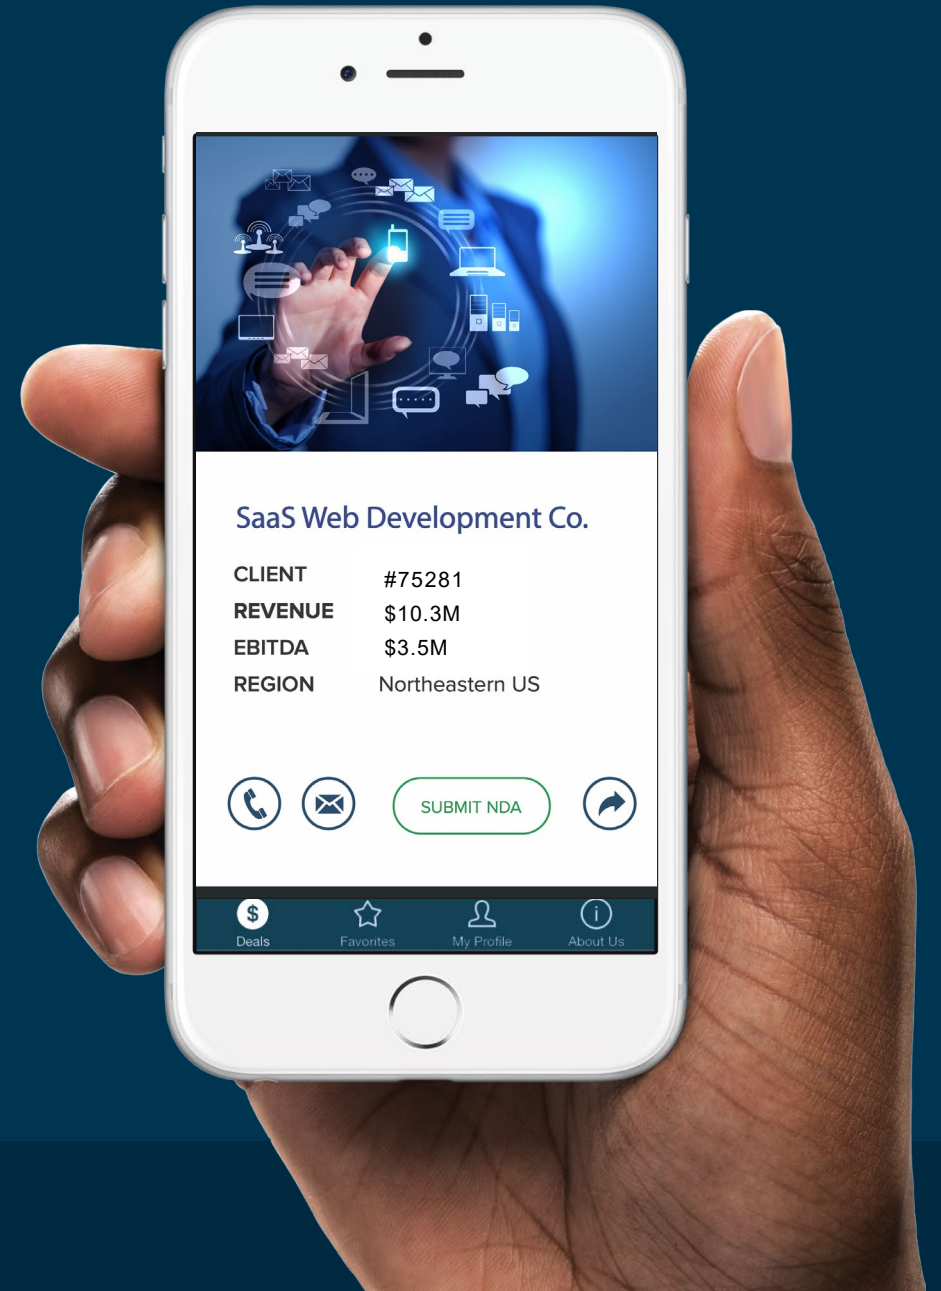 SaaS Web Development Co.
CLIENT #75281
REVENUE $10.3M
EBITDA $3.5M
REGION Northeastern US
SUBMIT NDA
$
Deals Favorites My Profile About Us